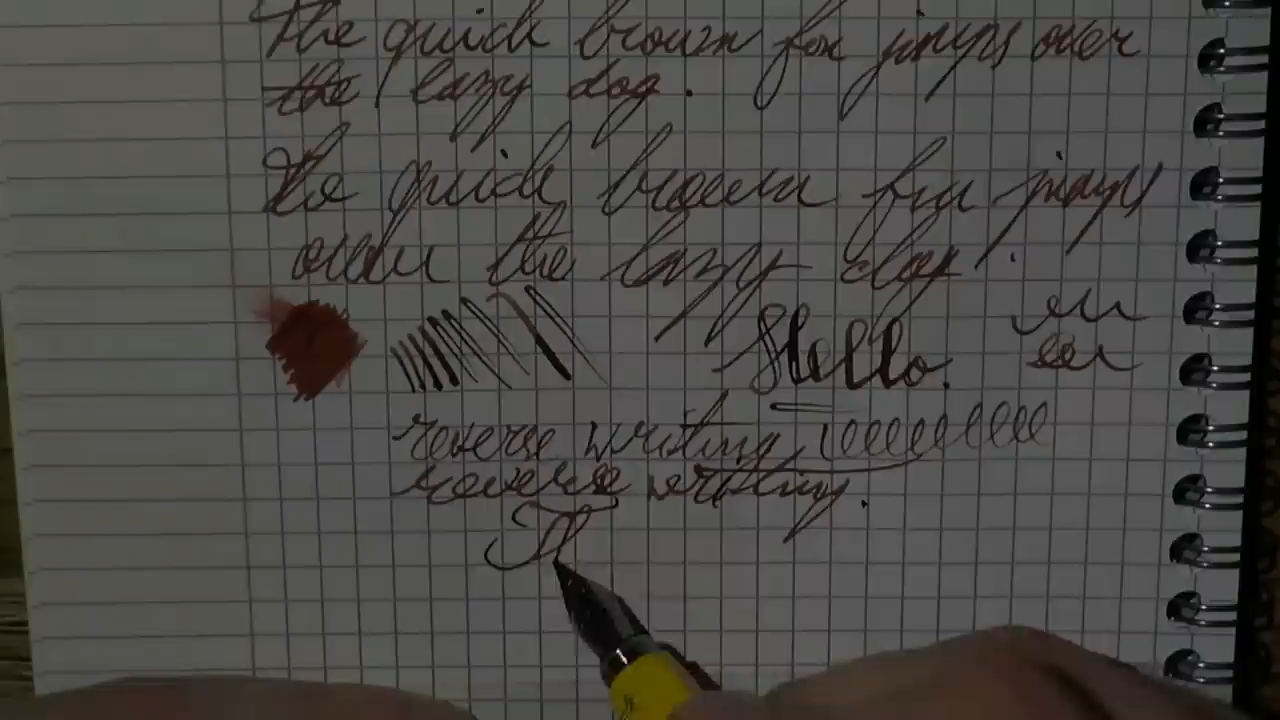 The quick brown fox jumps over
the lazy dog.
The quick brown fox jumps
over the lazy dog.
Hello.
reverse writing
reverse writing.
Th